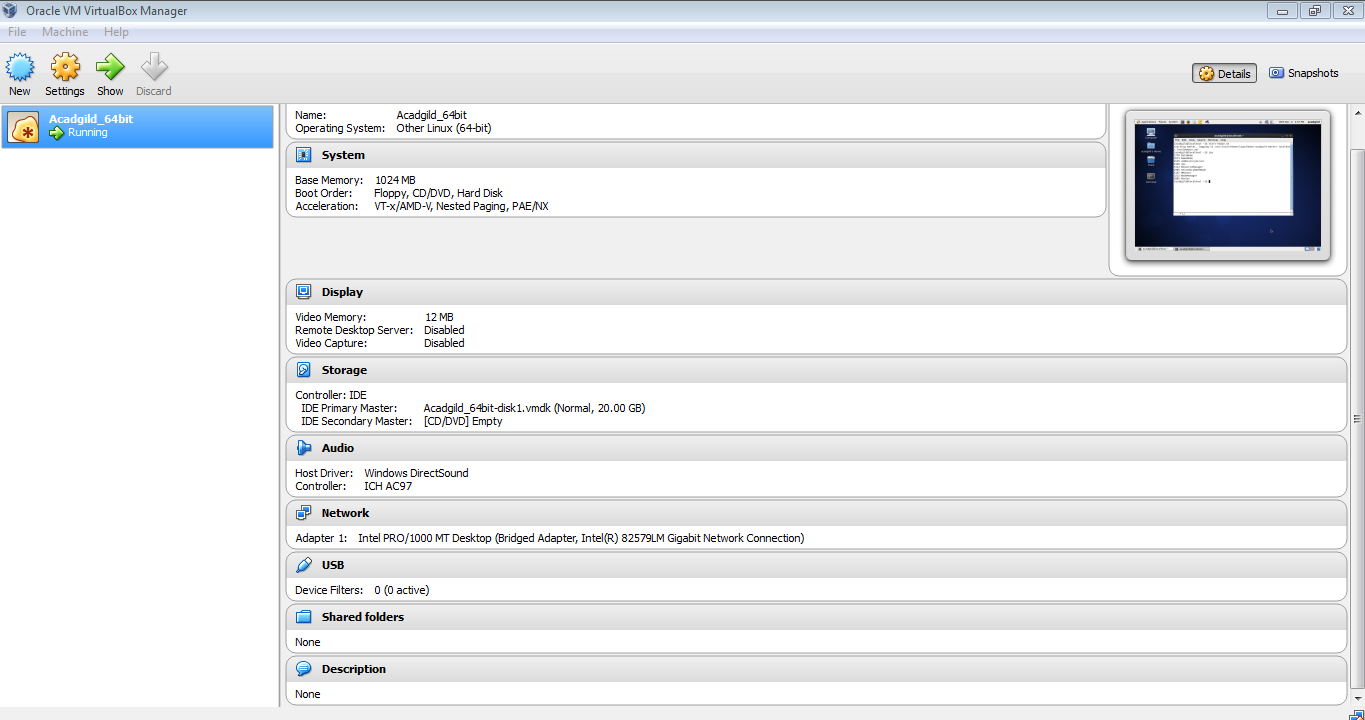 Oracle VM VirtualBox Manager
File Machine Help
New Settings Show Discard
Details Snapshots
Acadgild_64bit
Running
Name: Acadgild_64bit
Operating System: Other Linux (64-bit)
System
Base Memory: 1024 MB
Boot Order: Floppy, CD/DVD, Hard Disk
Acceleration: VT-x/AMD-V, Nested Paging, PAE/NX
Display
Video Memory: 12 MB
Remote Desktop Server: Disabled
Video Capture: Disabled
Storage
Controller: IDE
IDE Primary Master: Acadgild_64bit-disk1.vmdk (Normal, 20.00 GB)
IDE Secondary Master: [CD/DVD] Empty
Audio
Host Driver: Windows DirectSound
Controller: ICH AC97
Network
Adapter 1: Intel PRO/1000 MT Desktop (Bridged Adapter, Intel(R) 82579LM Gigabit Network Connection)
USB
Device Filters: 0 (0 active)
Shared folders
None
Description
None